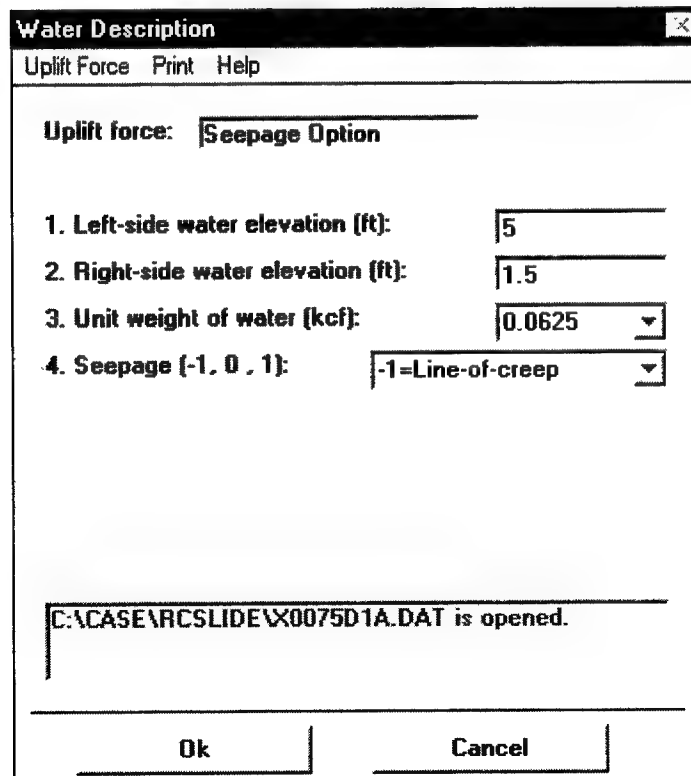 Water Description
Uplift Force Print Help
Uplift force: Seepage Option
1. Left-side water elevation (ft): 5
2. Right-side water elevation (ft): 1.5
3. Unit weight of water (kcf): 0.0625
4. Seepage (-1, 0 , 1): -1=Line-of-creep
C:\CASE\RCSLIDE\X0075D1A.DAT is opened.
Ok Cancel